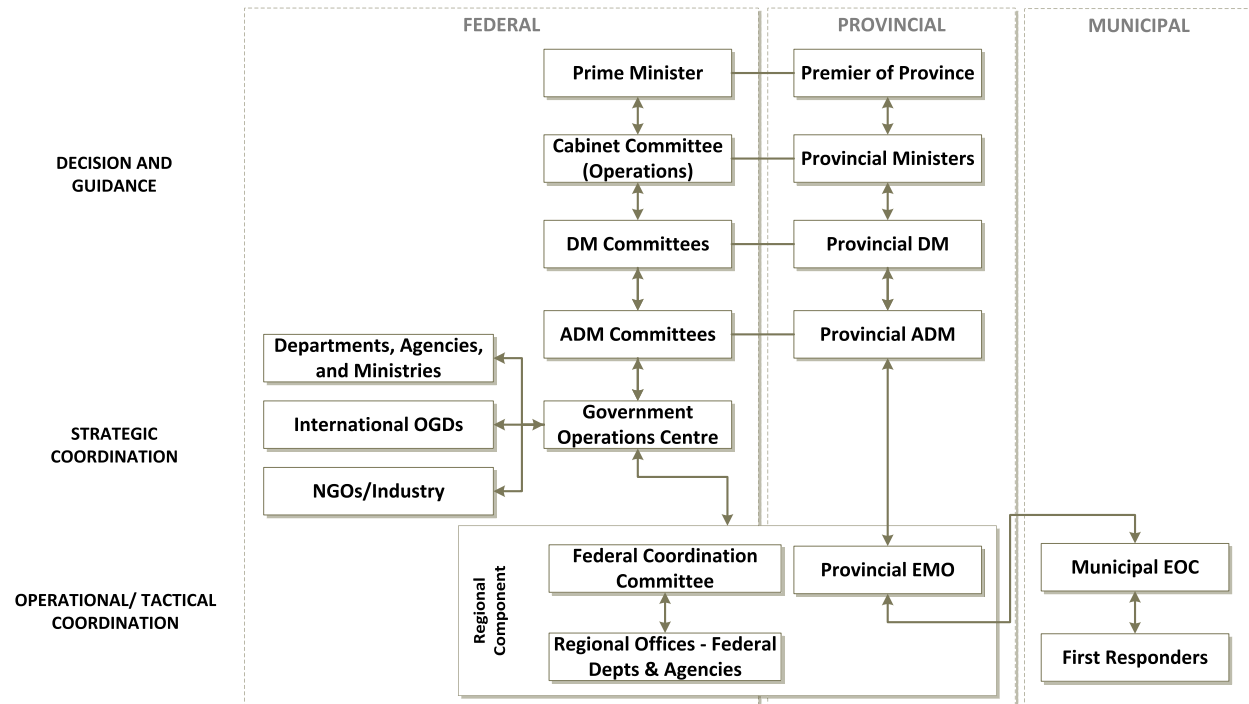 FEDERAL
PROVINCIAL
MUNICIPAL
Prime Minister
Premier of Province
DECISION AND
GUIDANCE
Cabinet Committee
(Operations)
Provincial Ministers
DM Committees
Provincial DM
ADM Committees
Provincial ADM
Departments, Agencies,
and Ministries
STRATEGIC
COORDINATION
International OGDs
Government
Operations Centre
NGOs/Industry
OPERATIONAL/ TACTICAL
COORDINATION
Regional
Component
Federal Coordination
Committee
Provincial EMO
Municipal EOC
Regional Offices - Federal
Depts & Agencies
First Responders